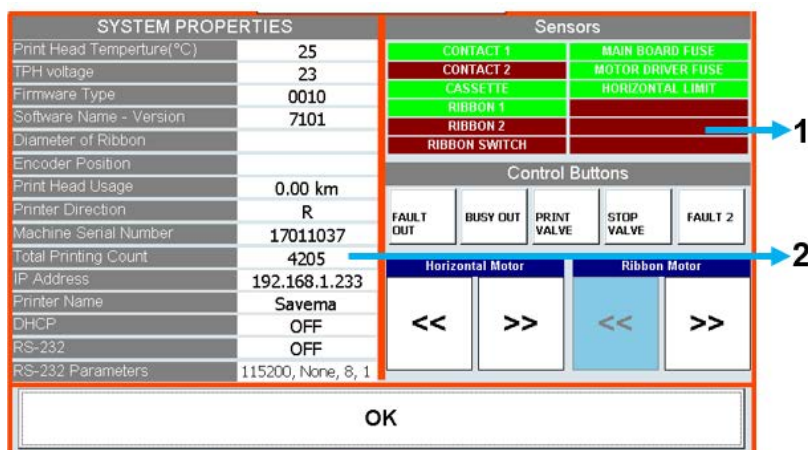 SYSTEM PROPERTIES
Print Head Temperture(°C) 25
TPH voltage 23
Firmware Type 0010
Software Name - Version 7101
Diameter of Ribbon
Encoder Position
Print Head Usage 0.00 km
Printer Direction R
Machine Serial Number 17011037
Total Printing Count 4205
IP Address 192.168.1.233
Printer Name Savema
DHCP OFF
RS-232 OFF
RS-232 Parameters 115200, None, 8, 1
Sensors
CONTACT 1 MAIN BOARD FUSE
CONTACT 2 MOTOR DRIVER FUSE
CASSETTE HORIZONTAL LIMIT
RIBBON 1
RIBBON 2
RIBBON SWITCH
1
Control Buttons
FAULT OUT
BUSY OUT
PRINT VALVE
STOP VALVE
FAULT 2
2
Horizontal Motor Ribbon Motor
<< >> << >>
OK